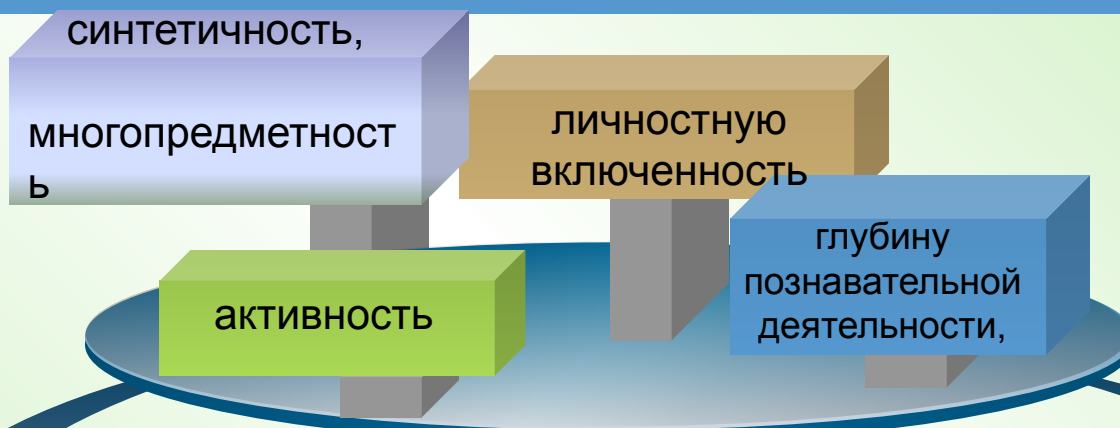 синтетичность,
многопредметност
ь
личностную
включенность
глубину
познавательной
деятельности,
активность